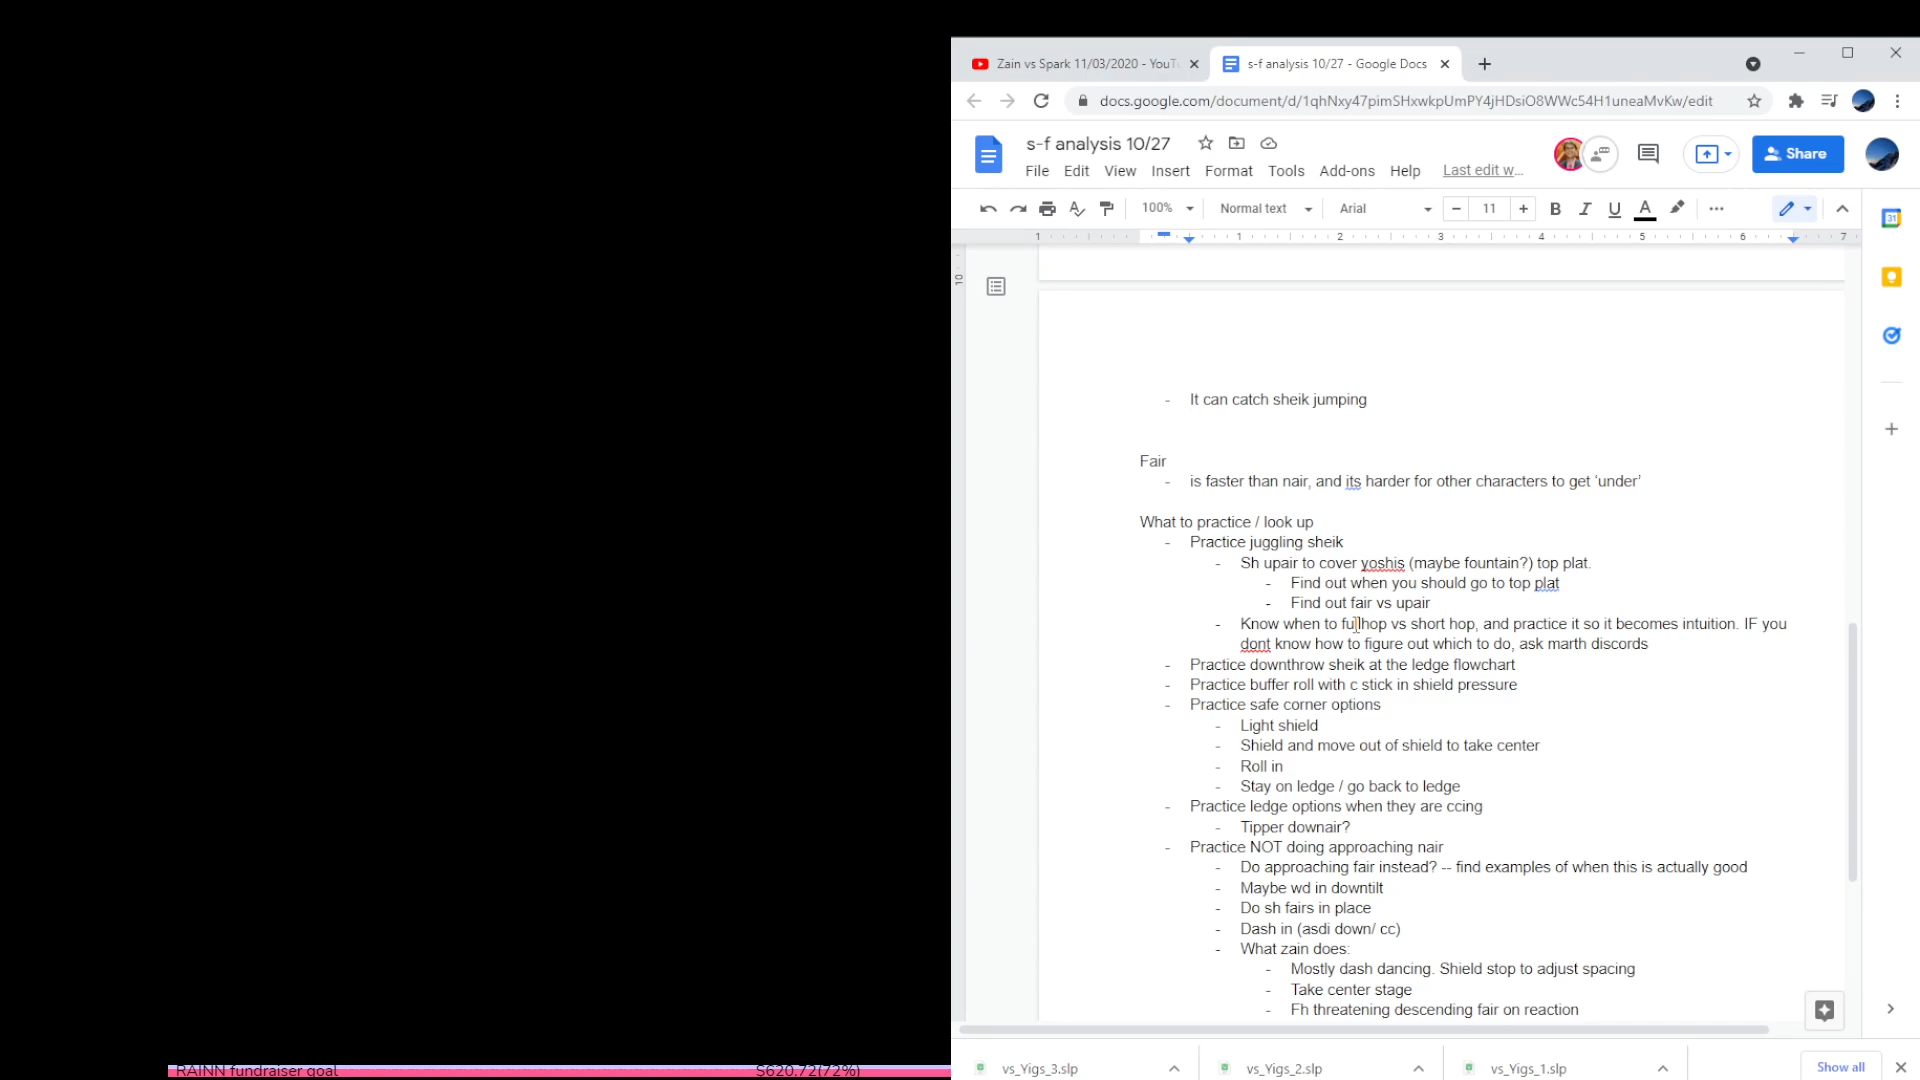 Zain vs Spark 11/03/2020 - YouT
s-f analysis 10/27 - Google Docs
docs.google.com/document/d/1qhNxy47pimSHxwkpUmPY4jHDsiO8WWc54H1uneaMvKw/edit
s-f analysis 10/27
Share
File Edit View Insert Format Tools Add-ons Help Last edit w...
100% Normal text Arial - 11 + B I U A ...
1 1 2 3 4 5 6 7
10
31
- It can catch sheik jumping
Fair
- is faster than nair, and its harder for other characters to get ‘under’
What to practice / look up
- Practice juggling sheik
- Sh upair to cover yoshis (maybe fountain?) top plat.
- Find out when you should go to top plat
- Find out fair vs upair
- Know when to fullhop vs short hop, and practice it so it becomes intuition. IF you
dont know how to figure out which to do, ask marth discords
- Practice downthrow sheik at the ledge flowchart
- Practice buffer roll with c stick in shield pressure
- Practice safe corner options
- Light shield
- Shield and move out of shield to take center
- Roll in
- Stay on ledge / go back to ledge
- Practice ledge options when they are ccing
- Tipper downair?
- Practice NOT doing approaching nair
- Do approaching fair instead? -- find examples of when this is actually good
- Maybe wd in downtilt
- Do sh fairs in place
- Dash in (asdi down/ cc)
- What zain does:
- Mostly dash dancing. Shield stop to adjust spacing
- Take center stage
- Fh threatening descending fair on reaction
vs_Yigs_3.slp
vs_Yigs_2.slp
vs_Yigs_1.slp
Show all
RAINN fundraiser goal
$620.72(72%)